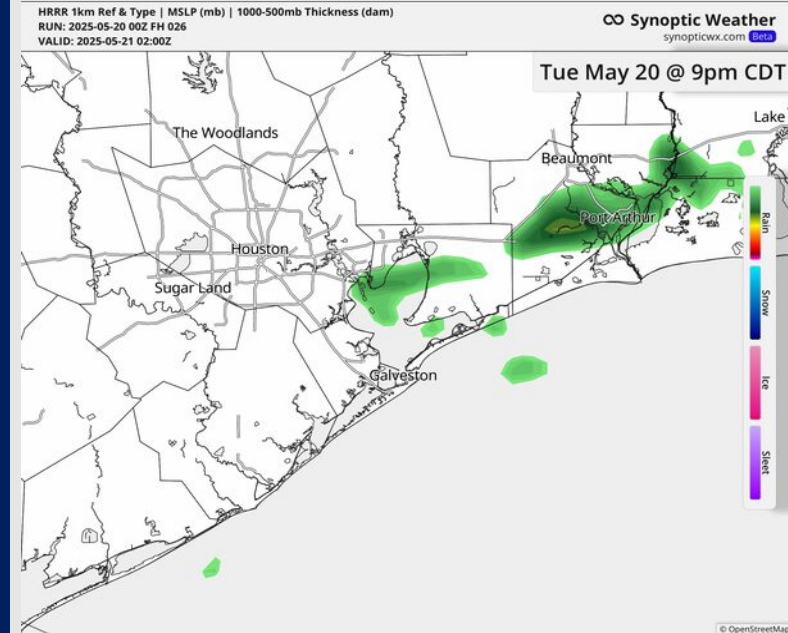 HRRR 1km Ref & Type | MSLP (mb) | 1000-500mb Thickness (dam)
RUN: 2025-05-20 00Z FH 026
VALID: 2025-05-21 02:00Z
Synoptic Weather
synopticwx.com Beta
Tue May 20 @ 9pm CDT
Lake
The Woodlands
Beaumont
Port Arthur
Houston
Sugar Land
Galveston
Rain
Snow
Ice
Sleet
© OpenStreetMap